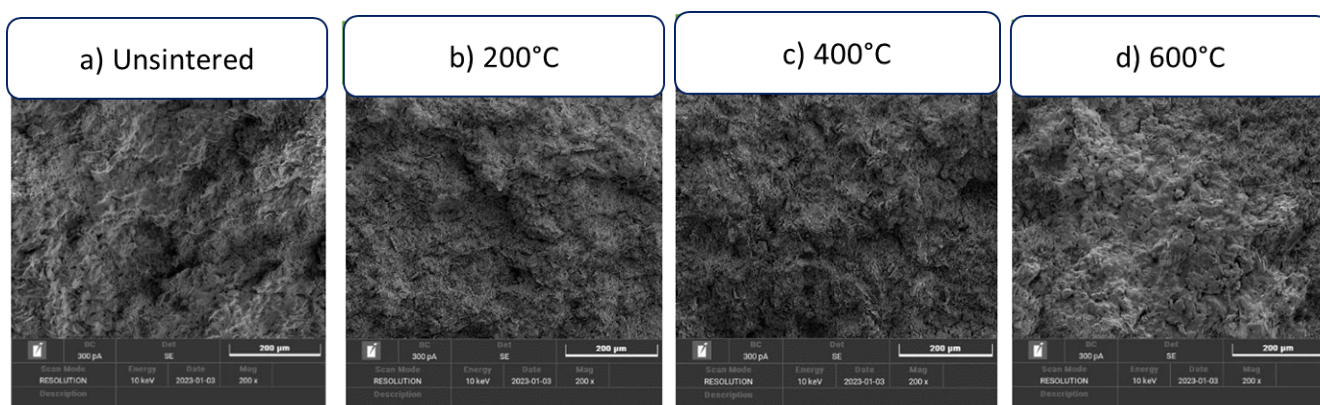 a) Unsintered
b) 200°C
c) 400°C
d) 600°C
BC Det
300 pA SE 200 µm
Scan Mode Energy Date Mag
RESOLUTION 10 keV 2023-01-03 200 x
Description
BC Det
300 pA SE 200 µm
Scan Mode Energy Date Mag
RESOLUTION 10 keV 2023-01-03 200 x
Description
BC Det
300 pA SE 200 µm
Scan Mode Energy Date Mag
RESOLUTION 10 keV 2023-01-03 200 x
Description
BC Det
300 pA SE 200 µm
Scan Mode Energy Date Mag
RESOLUTION 10 keV 2023-01-03 200 x
Description